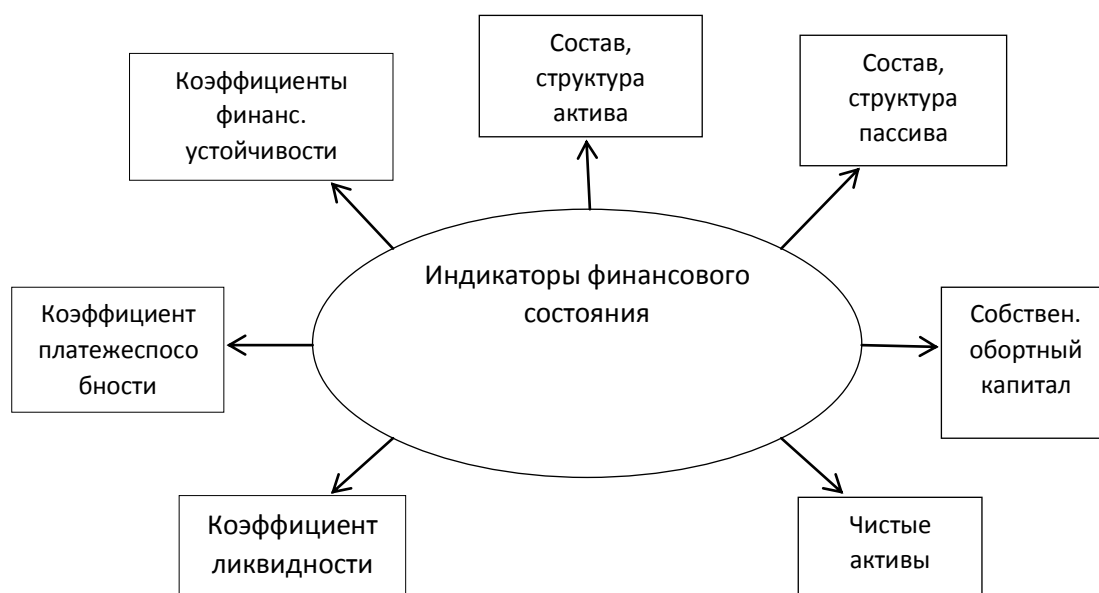 Состав,
структура
актива
Состав,
структура
пассива
Коэффициенты
финанс.
устойчивости
Индикаторы финансового
состояния
Коэффициент
платежеспосо
бности
Собствен.
обортный
капитал
Коэффициент
ликвидности
Чистые
активы